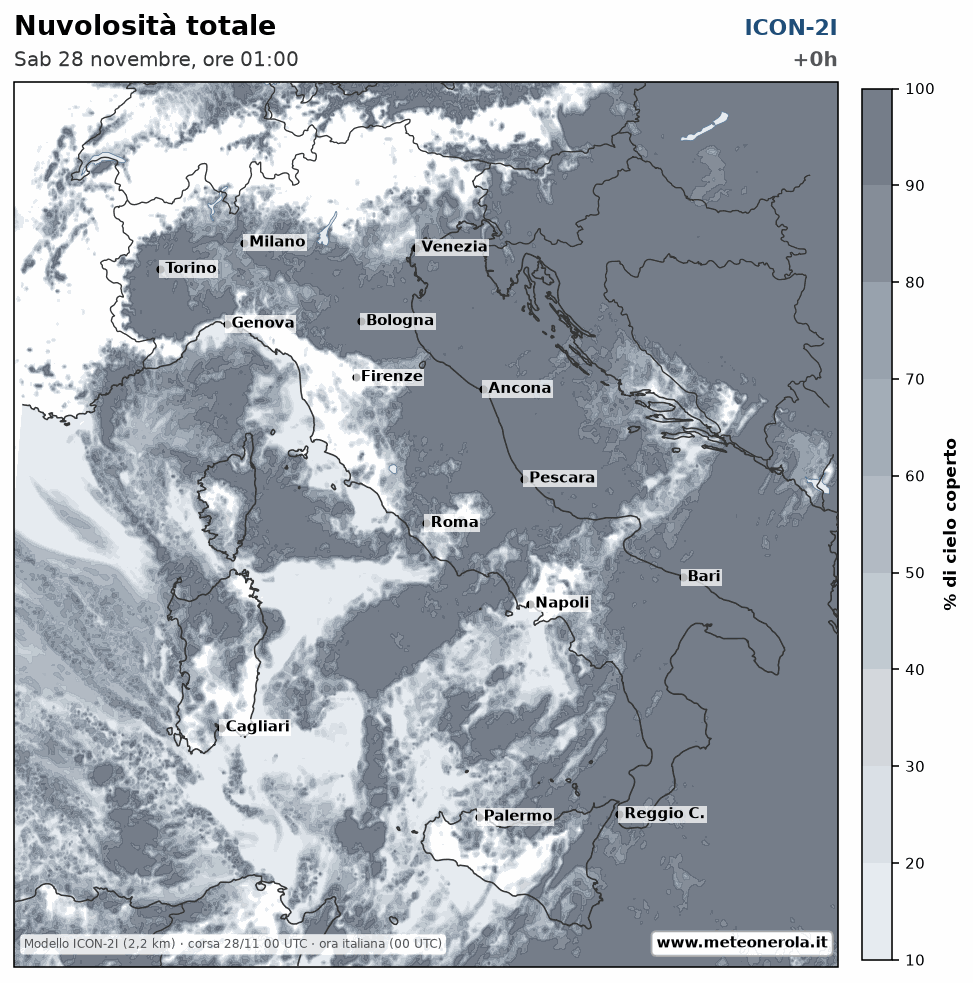 Nuvolosità totale
ICON-2I
Sab 28 novembre, ore 01:00
+0h
100
90
80
70
60
50
40
30
20
10
% di cielo coperto
Milano
Venezia
Torino
Genova
Bologna
Firenze
Ancona
Pescara
Roma
Bari
Napoli
Cagliari
Palermo
Reggio C.
Modello ICON-2I (2,2 km) · corsa 28/11 00 UTC · ora italiana (00 UTC)
www.meteonerola.it